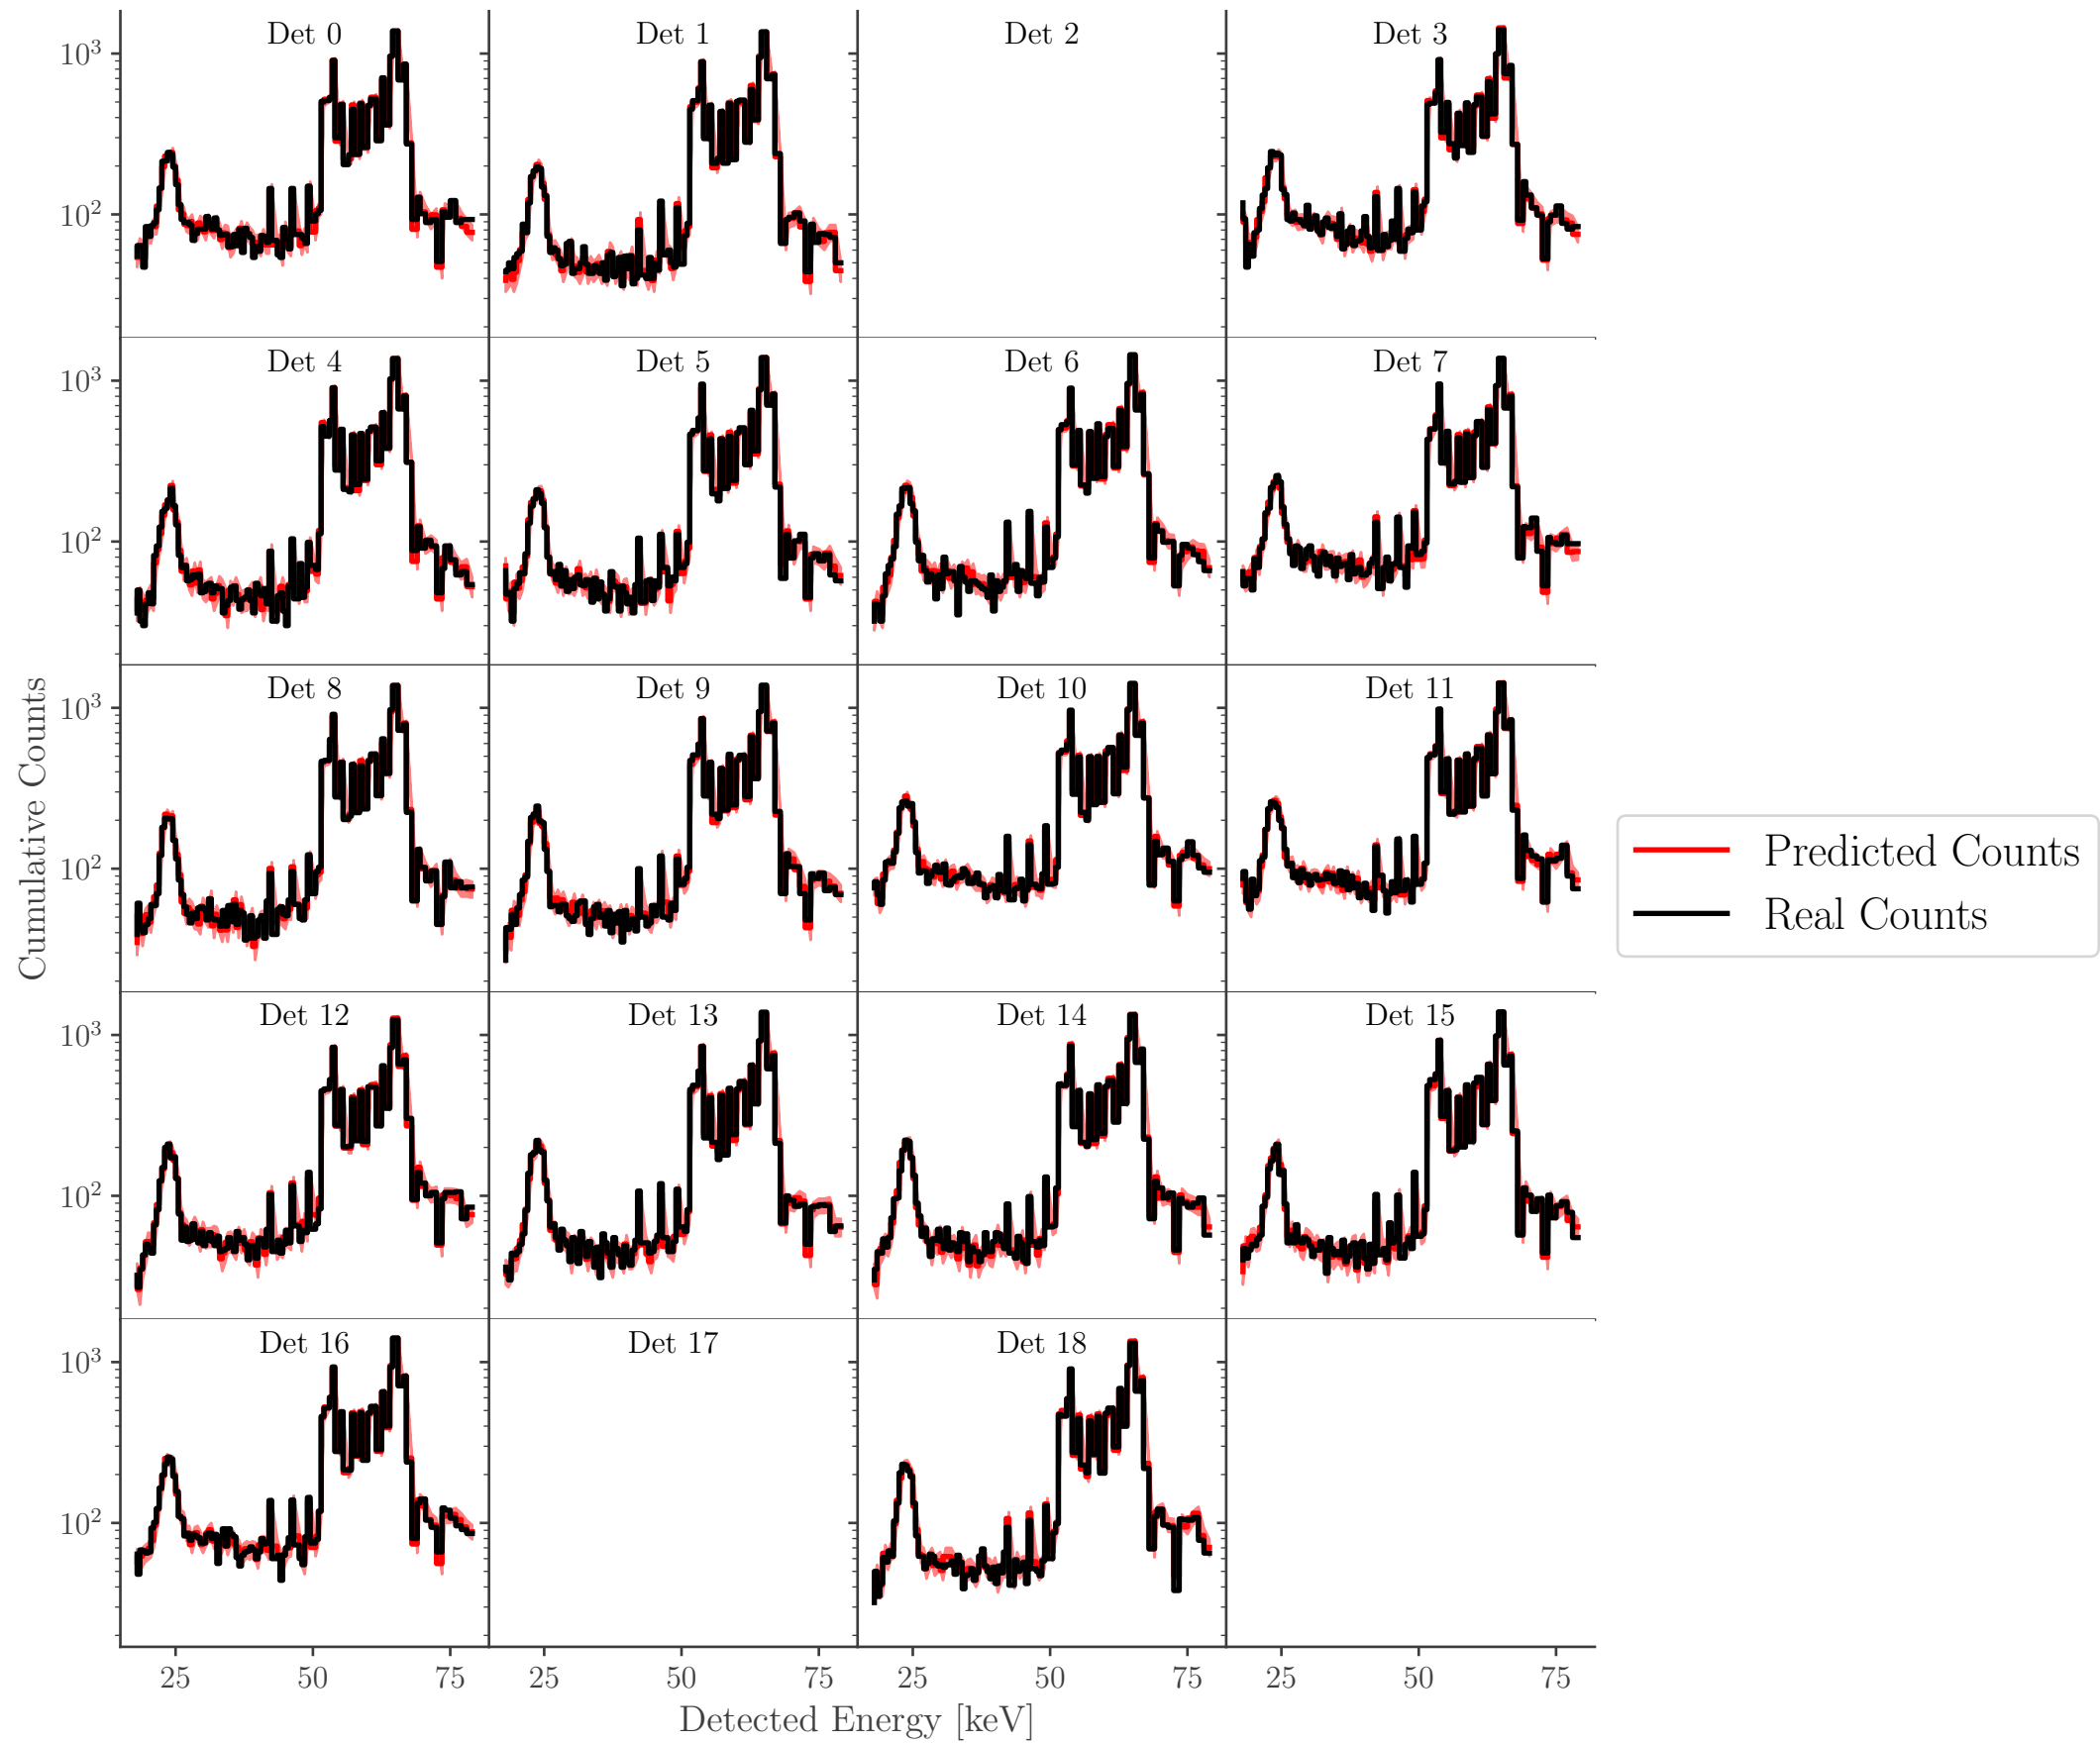 Det 0
Det 1
Det 2
Det 3
10³
10²
Det 4
Det 5
Det 6
Det 7
10³
10²
Det 8
Det 9
Det 10
Det 11
10³
10²
Cumulative Counts
Predicted Counts
Real Counts
Det 12
Det 13
Det 14
Det 15
10³
10²
Det 16
Det 17
Det 18
10³
10²
25 50 75 25 50 75 25 50 75 25 50 75
Detected Energy [keV]